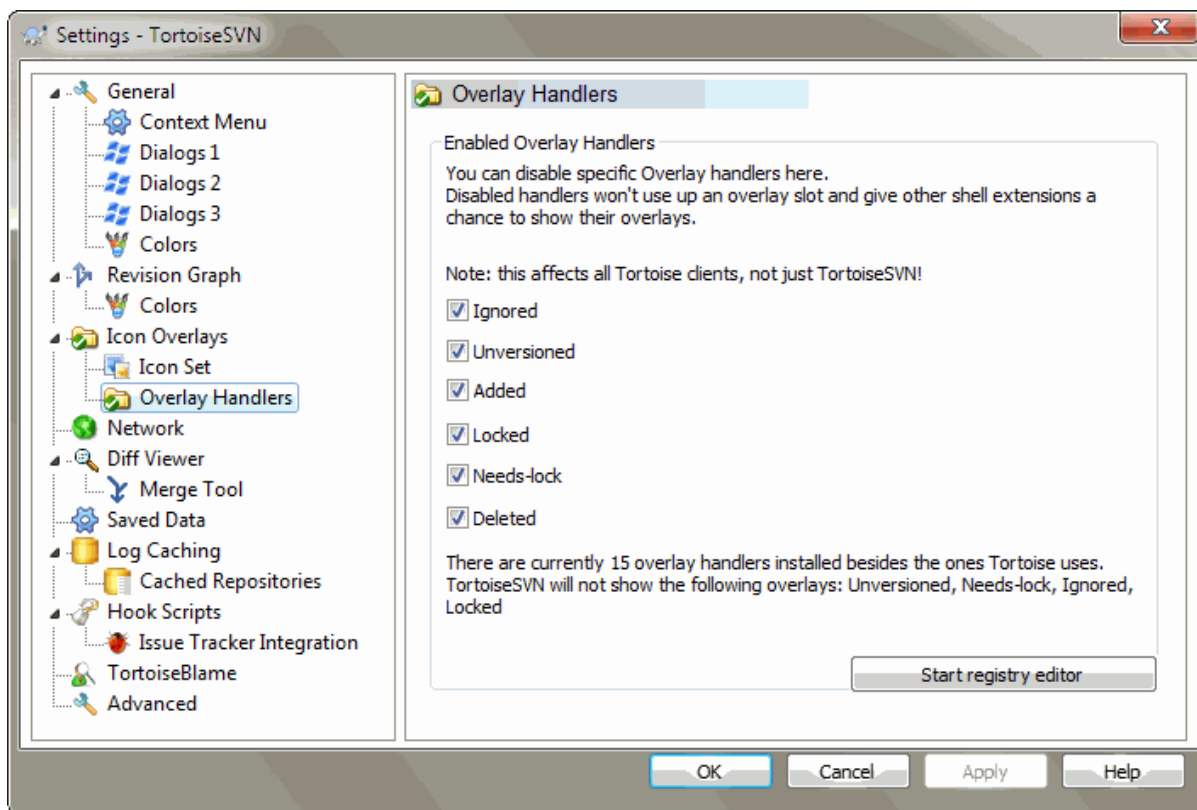 Settings - TortoiseSVN
General
Context Menu
Dialogs 1
Dialogs 2
Dialogs 3
Colors
Revision Graph
Colors
Icon Overlays
Icon Set
Overlay Handlers
Network
Diff Viewer
Merge Tool
Saved Data
Log Caching
Cached Repositories
Hook Scripts
Issue Tracker Integration
TortoiseBlame
Advanced
Overlay Handlers
Enabled Overlay Handlers
You can disable specific Overlay handlers here.
Disabled handlers won't use up an overlay slot and give other shell extensions a
chance to show their overlays.
Note: this affects all Tortoise clients, not just TortoiseSVN!
Ignored
Unversioned
Added
Locked
Needs-lock
Deleted
There are currently 15 overlay handlers installed besides the ones Tortoise uses.
TortoiseSVN will not show the following overlays: Unversioned, Needs-lock, Ignored,
Locked
Start registry editor
OK
Cancel
Apply
Help